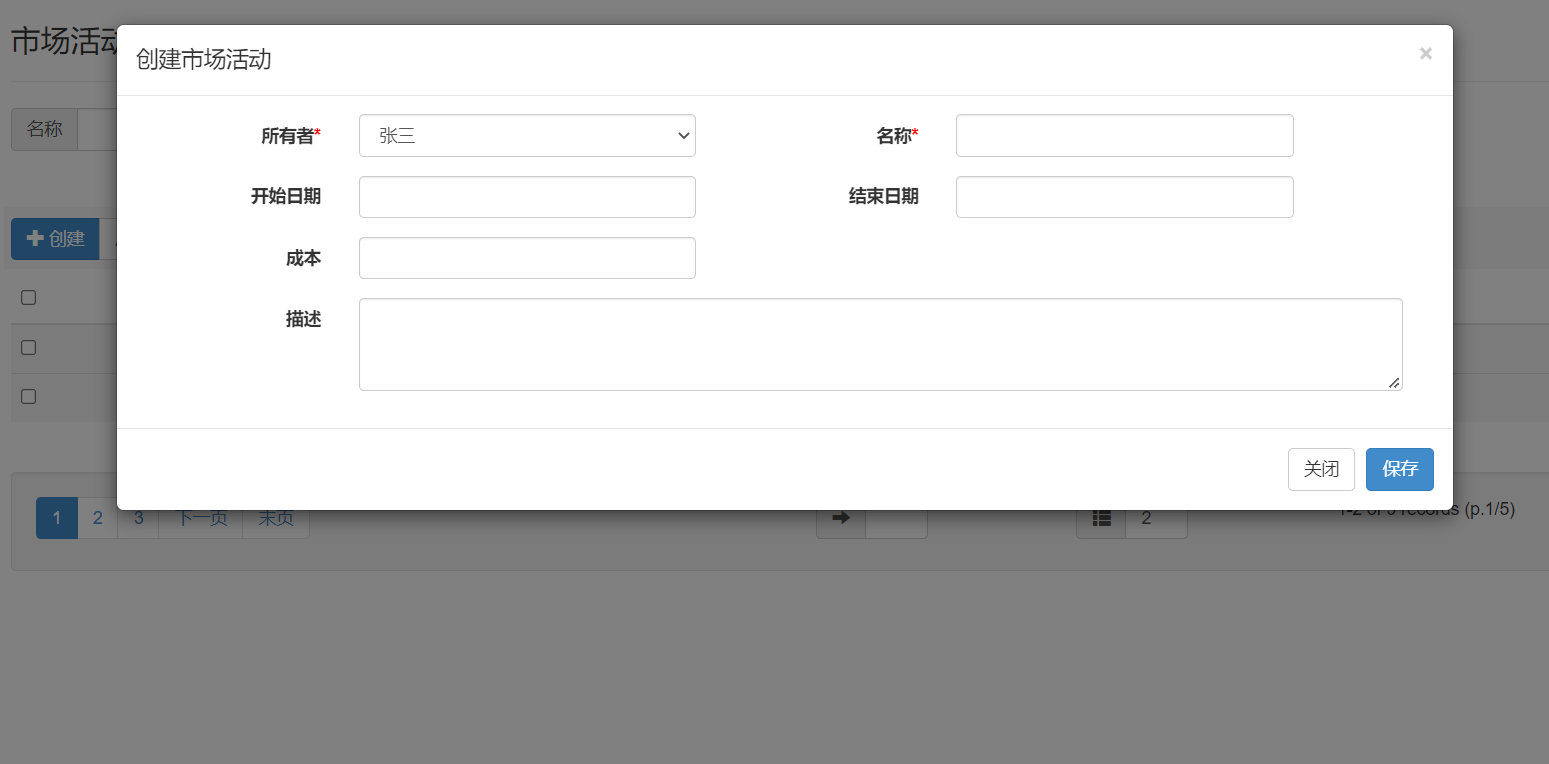 市场活动
创建市场活动
×
名称
所有者* 张三 名称*
开始日期 结束日期
创建
成本
描述
关闭 保存
1 2 3 下一页 末页 2 1-2 of 5 records (p.1/5)